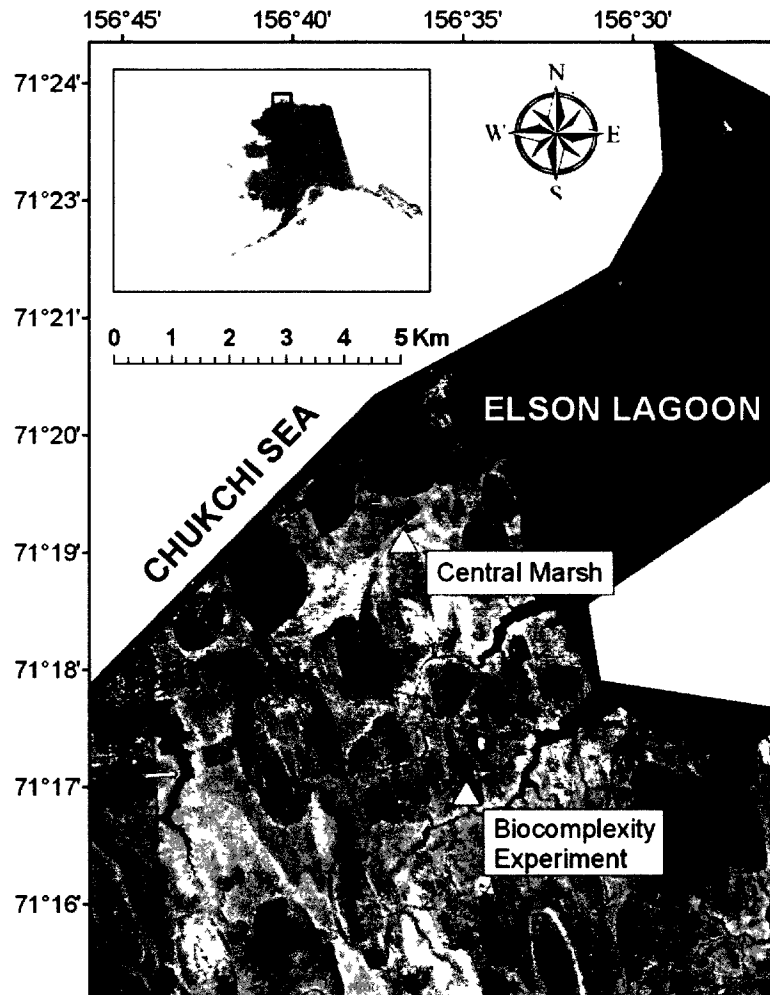 156°45' 156°40' 156°35' 156°30'
71°24'
N
W E
S
71°23'
71°21'
0 1 2 3 4 5 Km
71°20'
ELSON LAGOON
CHUKCHI SEA
71°19'
Central Marsh
71°18'
71°17'
Biocomplexity
Experiment
71°16'